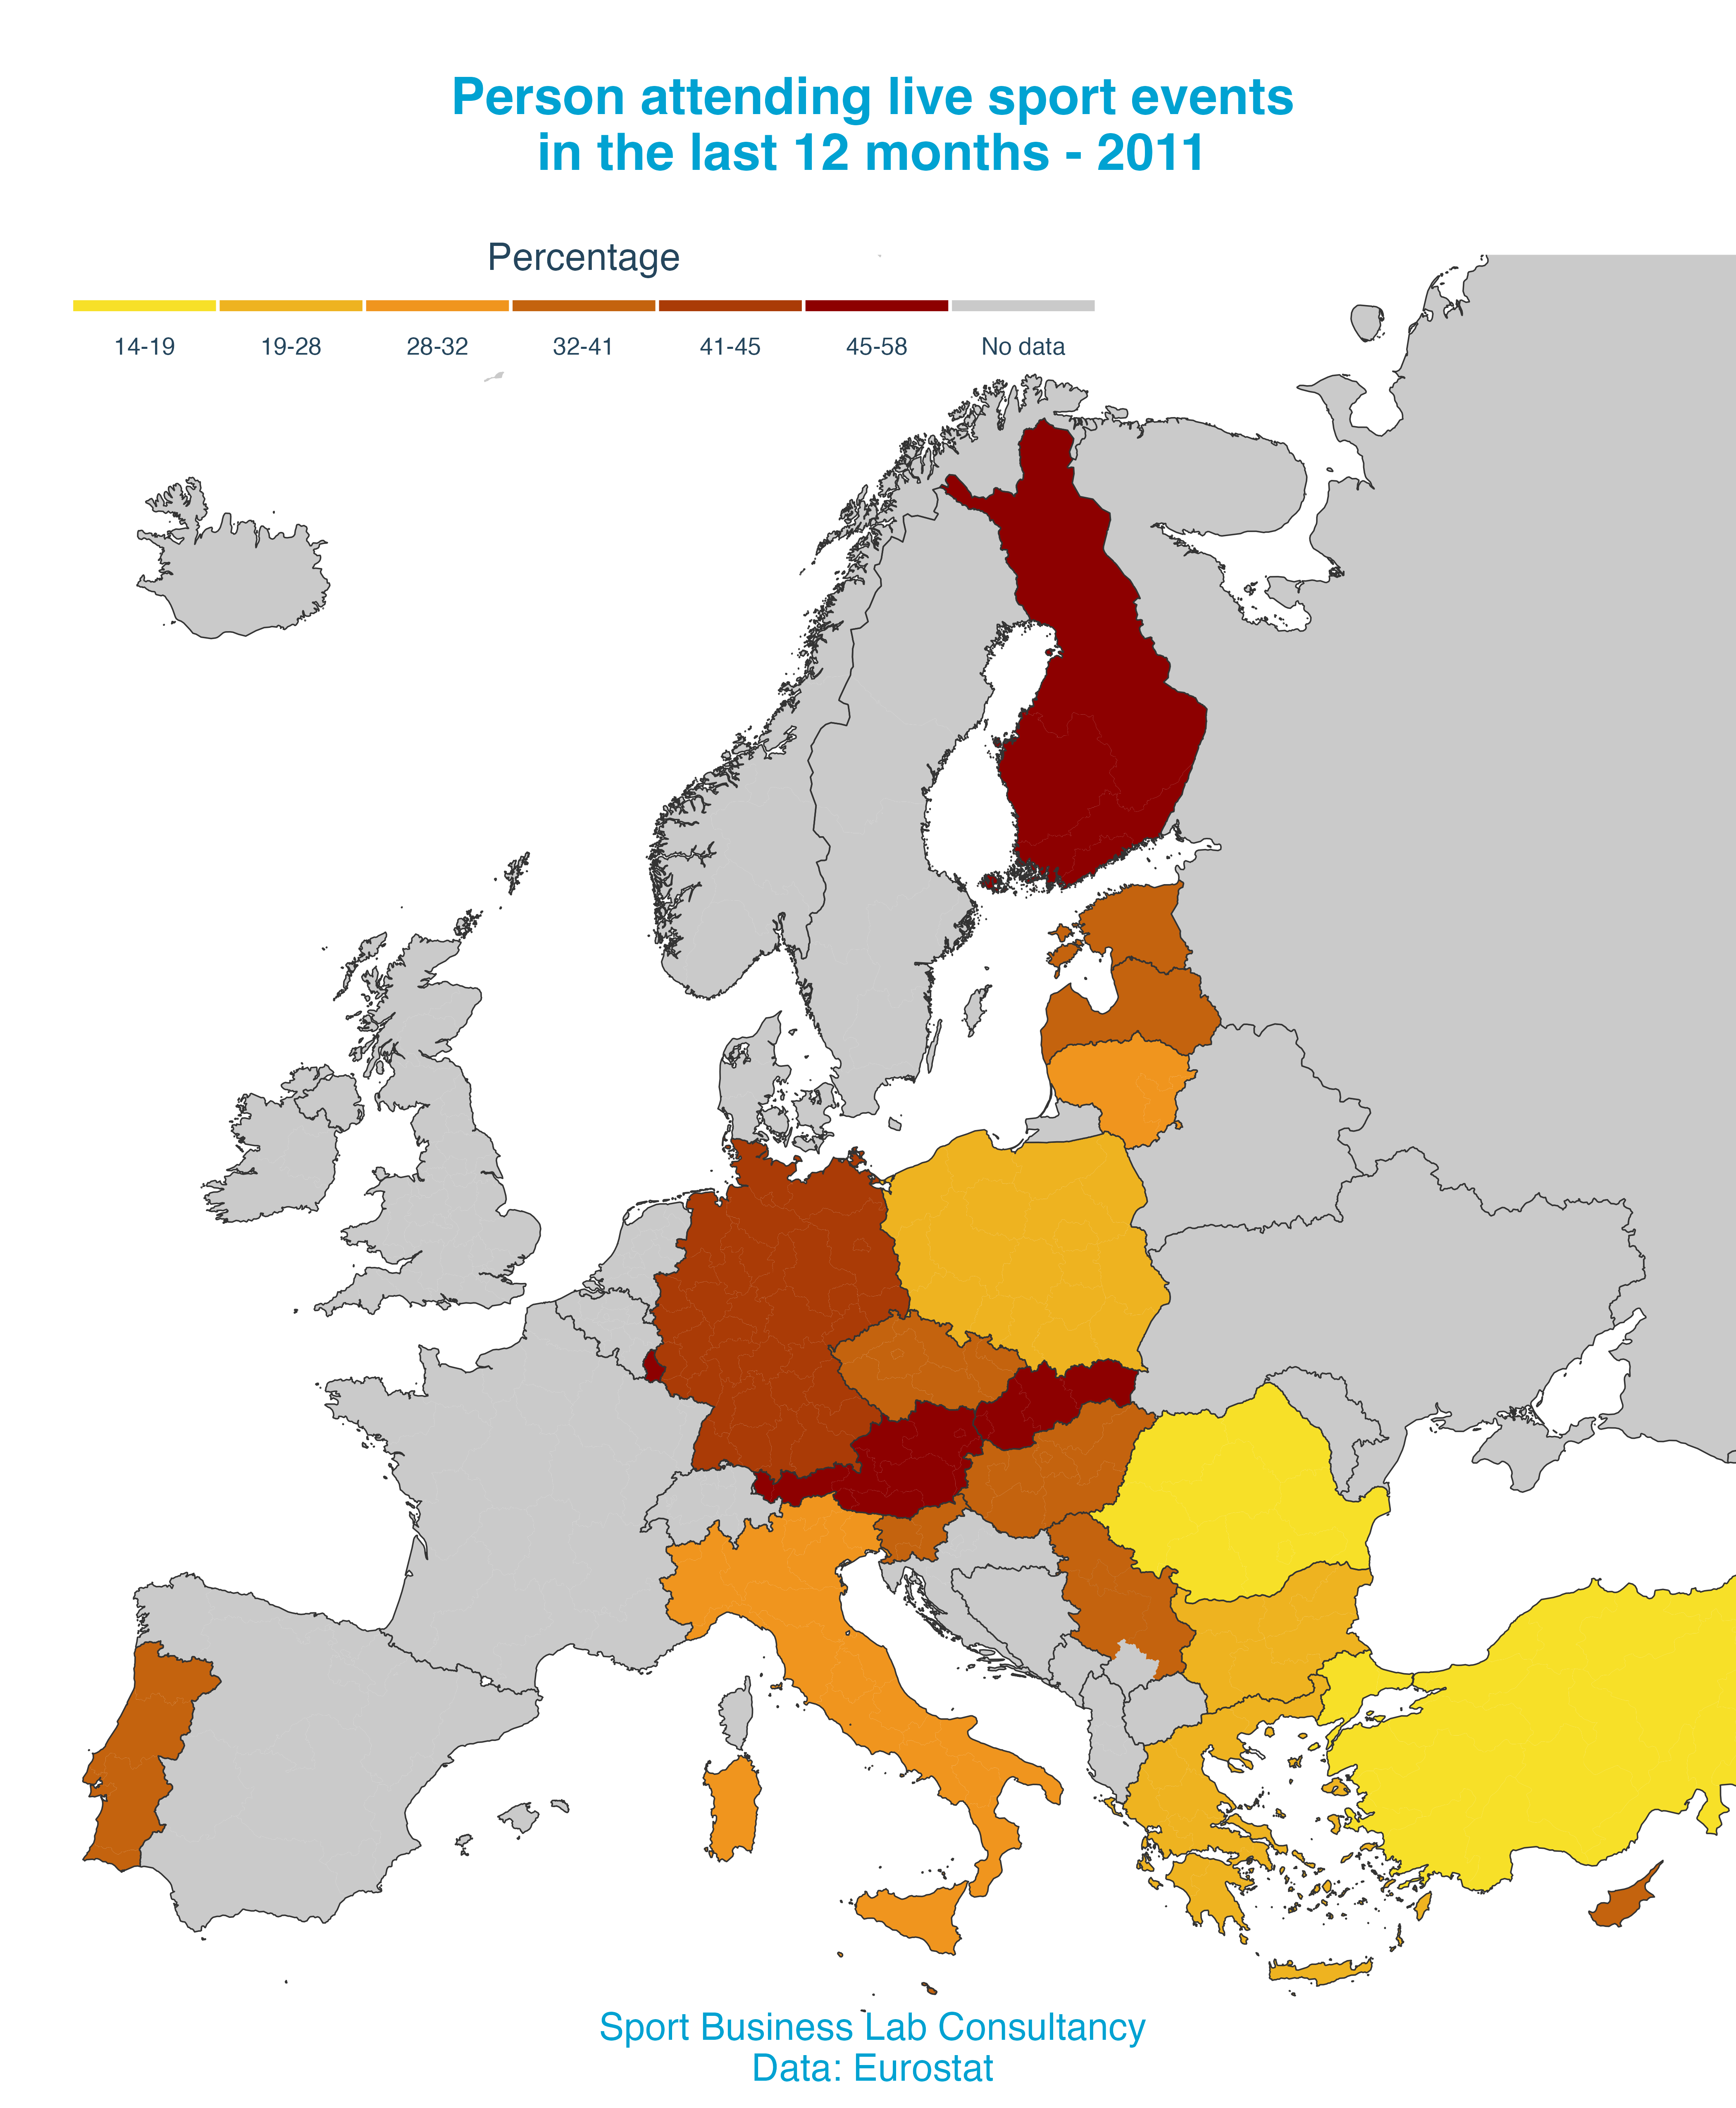 Person attending live sport events
in the last 12 months - 2011
Percentage
14-19 19-28 28-32 32-41 41-45 45-58 No data
Sport Business Lab Consultancy
Data: Eurostat